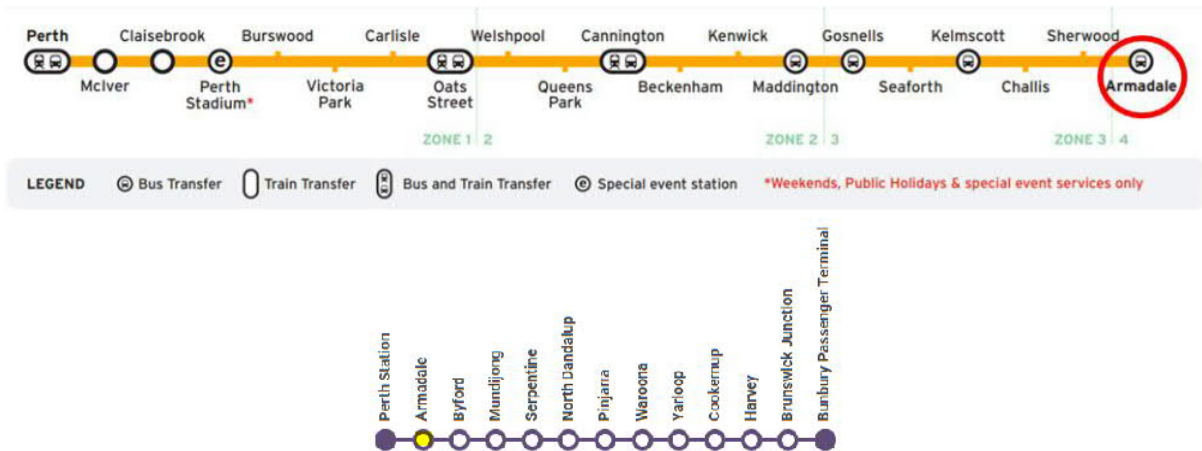 Perth
Claisebrook
Burswood
Carlisle
Welshpool
Cannington
Kenwick
Gosnells
Kelmscott
Sherwood
McIver
Perth
Stadium*
Victoria
Park
Oats
Street
Queens
Park
Beckenham
Maddington
Seaforth
Challis
Armadale
ZONE 1 | 2
ZONE 2 | 3
ZONE 3 | 4
LEGEND
Bus Transfer
Train Transfer
Bus and Train Transfer
e Special event station
*Weekends, Public Holidays & special event services only
Perth Station
Armadale
Byford
Mundijong
Serpentine
North Dandalup
Pinjarra
Waroona
Yarloop
Cookernup
Harvey
Brunswick Junction
Bunbury Passenger Terminal